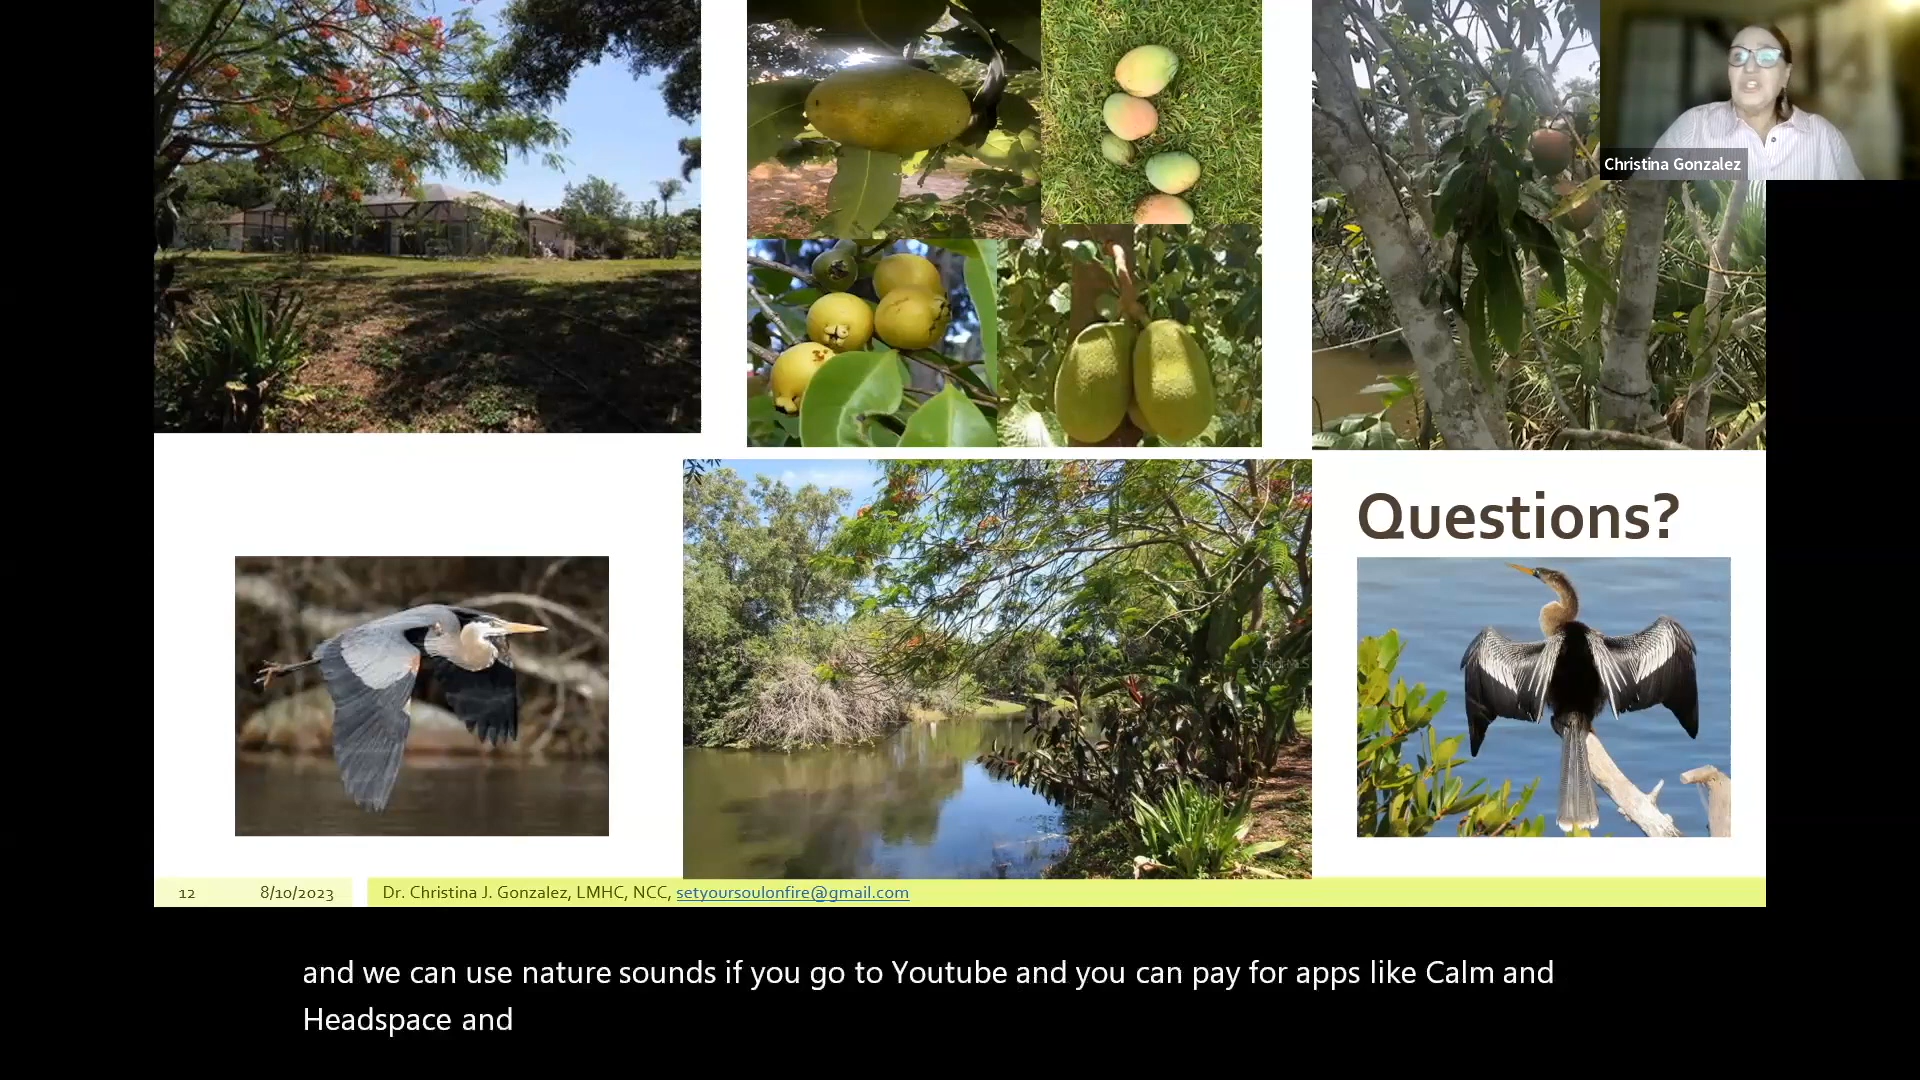 Christina Gonzalez
Questions?
12
8/10/2023
Dr. Christina J. Gonzalez, LMHC, NCC, setyoursoulonfire@gmail.com
and we can use nature sounds if you go to Youtube and you can pay for apps like Calm and
Headspace and